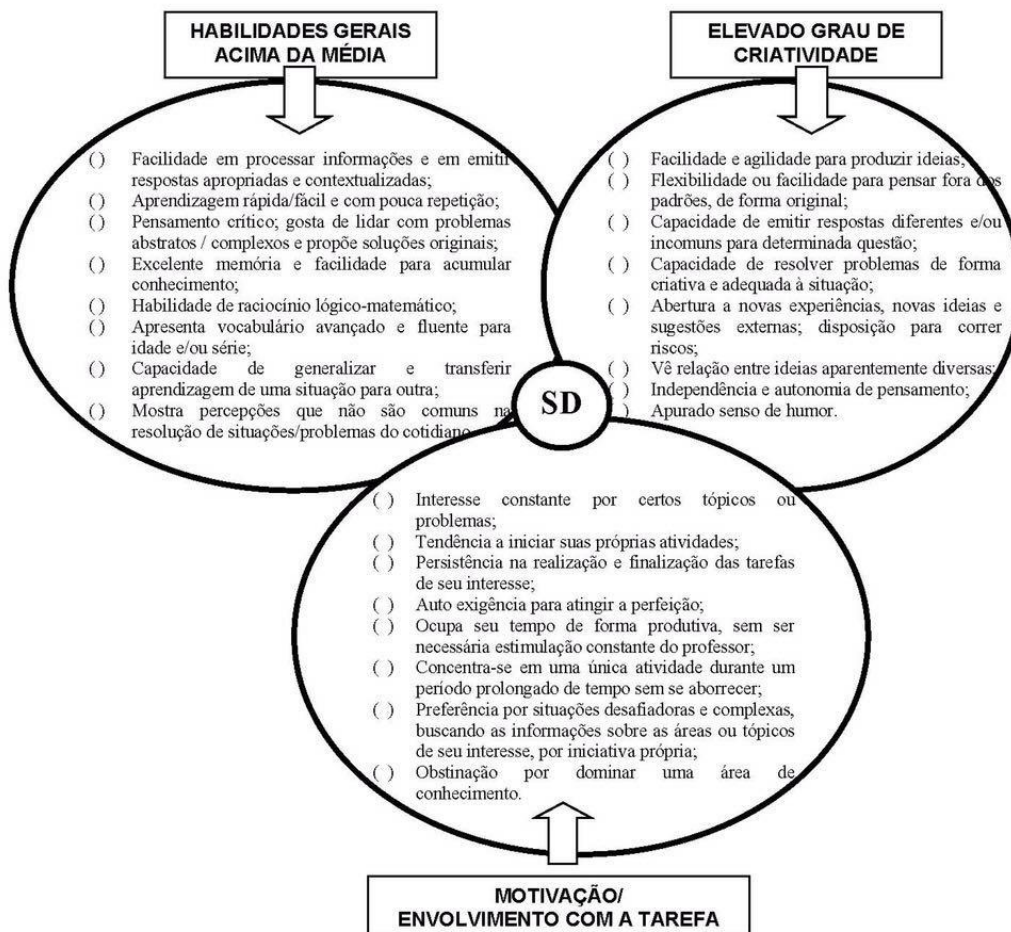 HABILIDADES GERAIS
ACIMA DA MÉDIA
( ) Facilidade em processar informações e em emitir
respostas apropriadas e contextualizadas;
( ) Aprendizagem rápida/fácil e com pouca repetição;
( ) Pensamento crítico; gosta de lidar com problemas
abstratos / complexos e propõe soluções originais;
( ) Excelente memória e facilidade para acumular
conhecimento;
( ) Habilidade de raciocínio lógico-matemático;
( ) Apresenta vocabulário avançado e fluente para
idade e/ou série;
( ) Capacidade de generalizar e transferir
aprendizagem de uma situação para outra;
( ) Mostra percepções que não são comuns na
resolução de situações/problemas do cotidiano.
ELEVADO GRAU DE
CRIATIVIDADE
( ) Facilidade e agilidade para produzir ideias;
( ) Flexibilidade ou facilidade para pensar fora dos
padrões, de forma original;
( ) Capacidade de emitir respostas diferentes e/ou
incomuns para determinada questão;
( ) Capacidade de resolver problemas de forma
criativa e adequada à situação;
( ) Abertura a novas experiências, novas ideias e
sugestões externas; disposição para correr
riscos;
( ) Vê relação entre ideias aparentemente diversas;
( ) Independência e autonomia de pensamento;
( ) Apurado senso de humor.
SD
( ) Interesse constante por certos tópicos ou
problemas;
( ) Tendência a iniciar suas próprias atividades;
( ) Persistência na realização e finalização das tarefas
de seu interesse;
( ) Auto exigência para atingir a perfeição;
( ) Ocupa seu tempo de forma produtiva, sem ser
necessária estimulação constante do professor;
( ) Concentra-se em uma única atividade durante um
período prolongado de tempo sem se aborrecer;
( ) Preferência por situações desafiadoras e complexas,
buscando as informações sobre as áreas ou tópicos
de seu interesse, por iniciativa própria;
( ) Obstinação por dominar uma área de
conhecimento.
MOTIVAÇÃO/
ENVOLVIMENTO COM A TAREFA